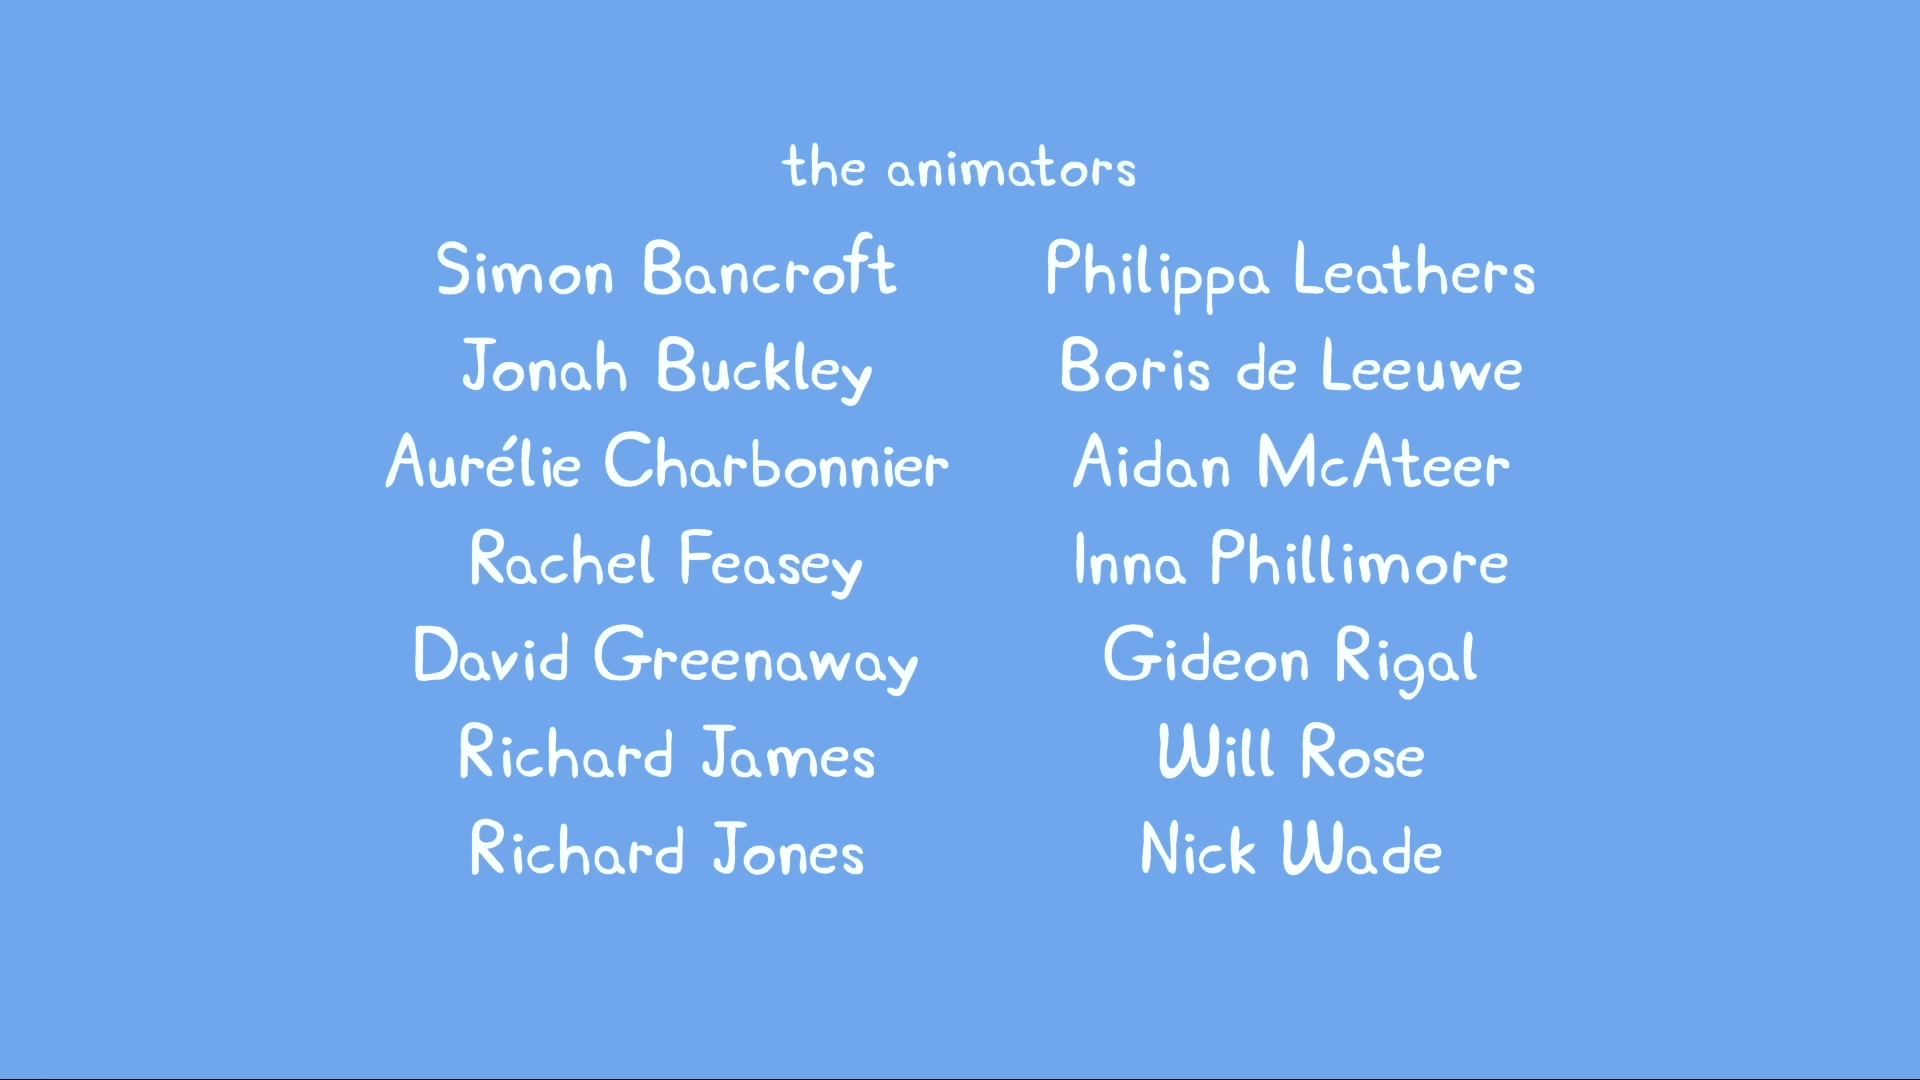 the animators
Simon Bancroft
Jonah Buckley
Aurélie Charbonnier
Rachel Feasey
David Greenaway
Richard James
Richard Jones
Philippa Leathers
Boris de Leeuwe
Aidan McAteer
Inna Phillimore
Gideon Rigal
Will Rose
Nick Wade